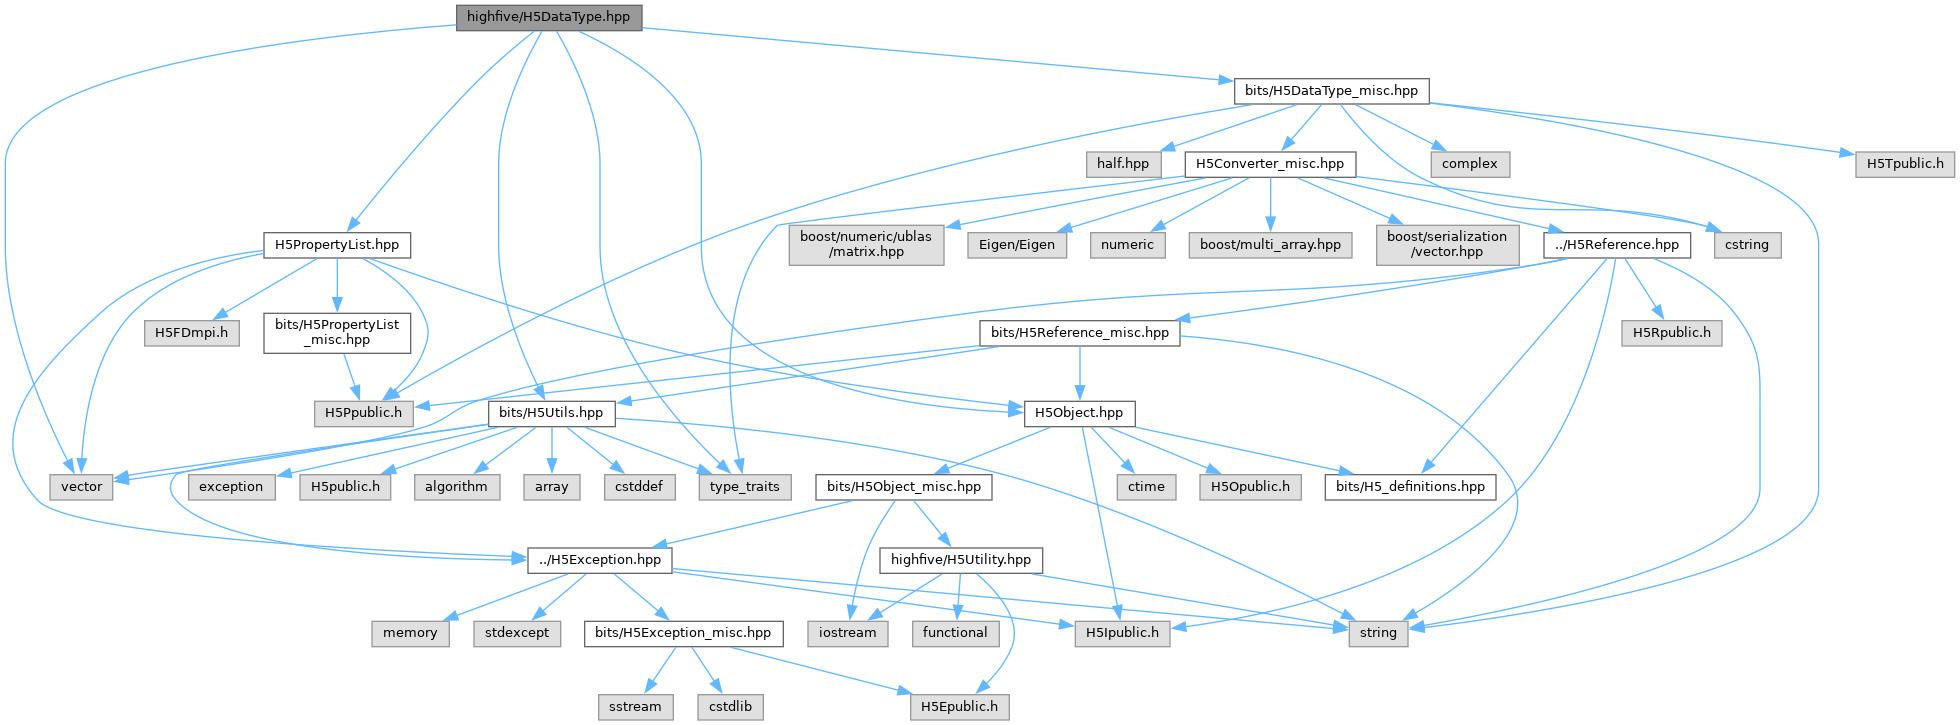 highfive/H5DataType.hpp
bits/H5DataType_misc.hpp
half.hpp
H5Converter_misc.hpp
complex
H5Tpublic.h
H5PropertyList.hpp
boost/numeric/ublas
/matrix.hpp
Eigen/Eigen
numeric
boost/multi_array.hpp
boost/serialization
/vector.hpp
../H5Reference.hpp
cstring
H5FDmpi.h
bits/H5PropertyList
_misc.hpp
bits/H5Reference_misc.hpp
H5Rpublic.h
H5Ppublic.h
bits/H5Utils.hpp
H5Object.hpp
vector
exception
H5public.h
algorithm
array
cstddef
type_traits
bits/H5Object_misc.hpp
ctime
H5Opublic.h
bits/H5_definitions.hpp
../H5Exception.hpp
highfive/H5Utility.hpp
memory
stdexcept
bits/H5Exception_misc.hpp
iostream
functional
H5Ipublic.h
string
sstream
cstdlib
H5Epublic.h